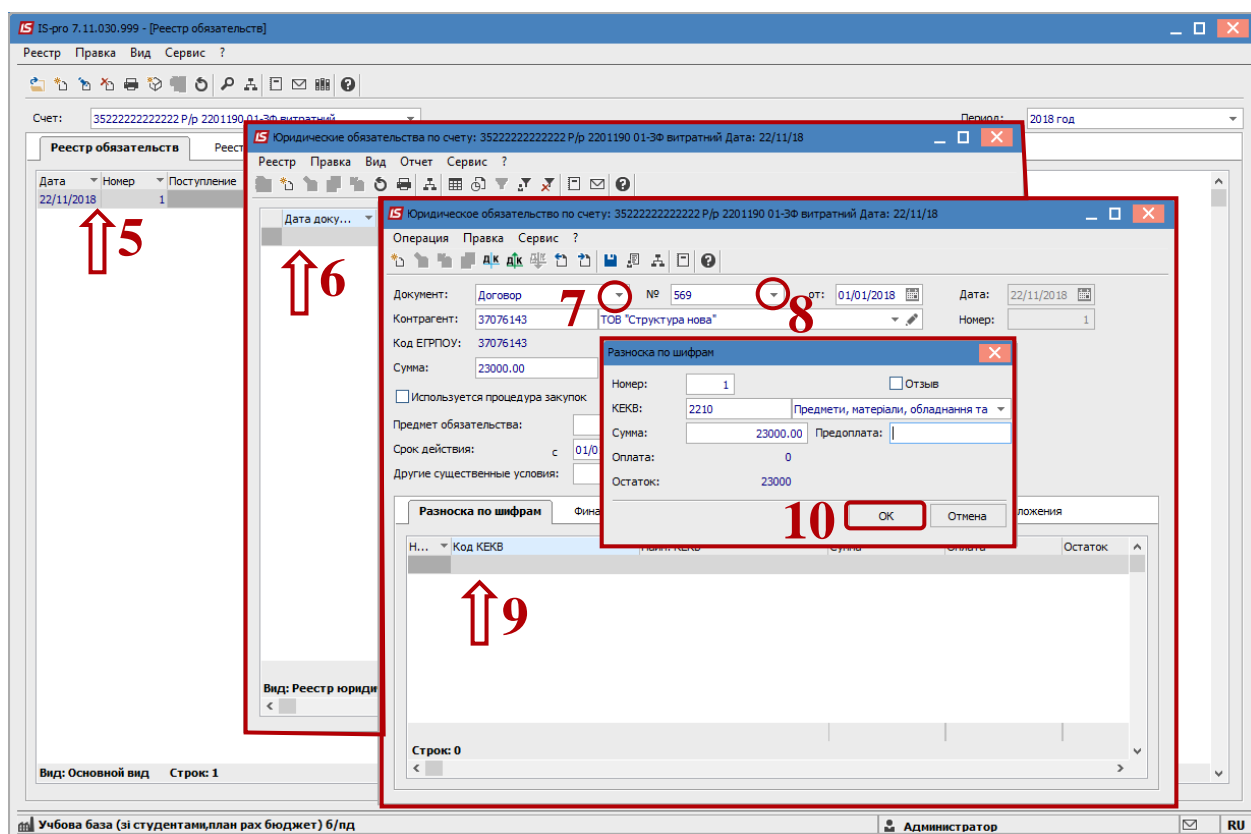 IS-pro 7.11.030.999 - [Реестр обязательств]
Реестр Правка Вид Сервис ?
Счет: 35222222222222 Р/р 2201190 01-ЗФ витратний Период: 2018 год
Реестр обязательств Реест
Дата Номер Поступление
22/11/2018 1
5
Юридические обязательства по счету: 35222222222222 Р/р 2201190 01-ЗФ витратний Дата: 22/11/18
Реестр Правка Вид Отчет Сервис ?
Дата доку...
6
Вид: Реестр юриди
Юридическое обязательство по счету: 35222222222222 Р/р 2201190 01-ЗФ витратний Дата: 22/11/18
Операция Правка Сервис ?
Документ: Договор 7 № 569 8 от: 01/01/2018 Дата: 22/11/2018
Контрагент: 37076143 ТОВ "Структура нова" Номер: 1
Код ЕГРПОУ: 37076143
Сумма: 23000.00
Используется процедура закупок
Предмет обязательства:
Срок действия: с 01/0
Другие существенные условия:
Разноска по шифрам
Номер: 1 Отзыв
КЕКВ: 2210 Предмети, матеріали, обладнання та
Сумма: 23000.00 Предоплата:
Оплата: 0
Остаток: 23000
10 OK Отмена
Разноска по шифрам Фина ложения
Н... Код КЕКВ Наим. КЕКВ Сумма Оплата Остаток
9
Строк: 0
Вид: Основной вид Строк: 1
Учбова база (зі студентами,план рах бюджет) б/пд Администратор RU